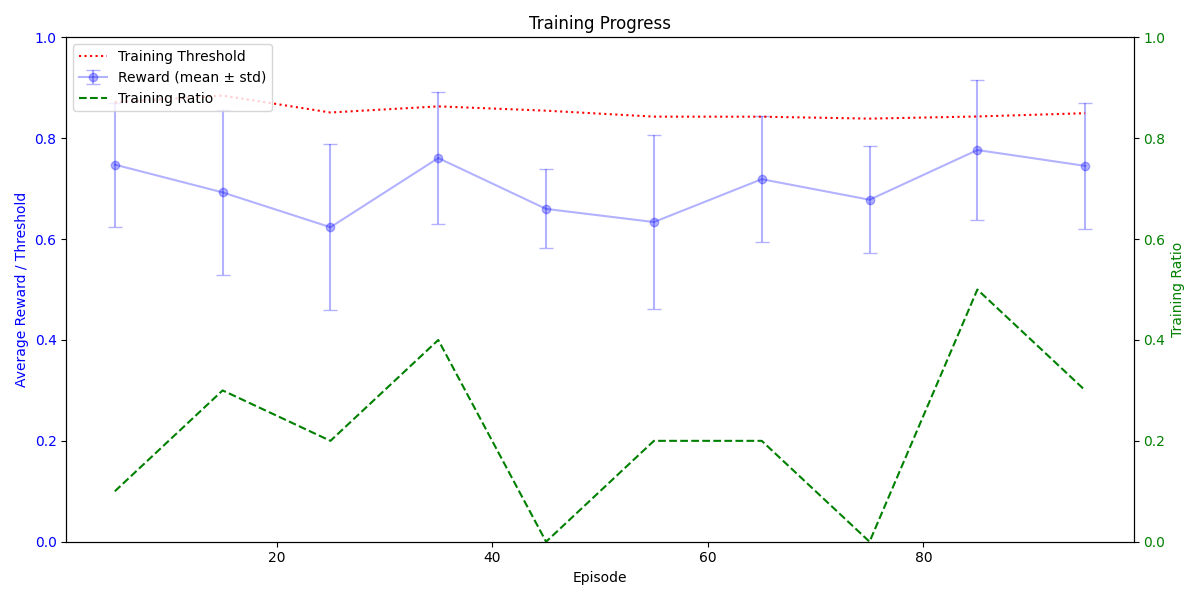 Training Progress
Training Threshold
Reward (mean ± std)
Training Ratio
Average Reward / Threshold
1.0
0.8
0.6
0.4
0.2
0.0
20
40
60
80
Episode
1.0
0.8
0.6
0.4
0.2
0.0
Training Ratio